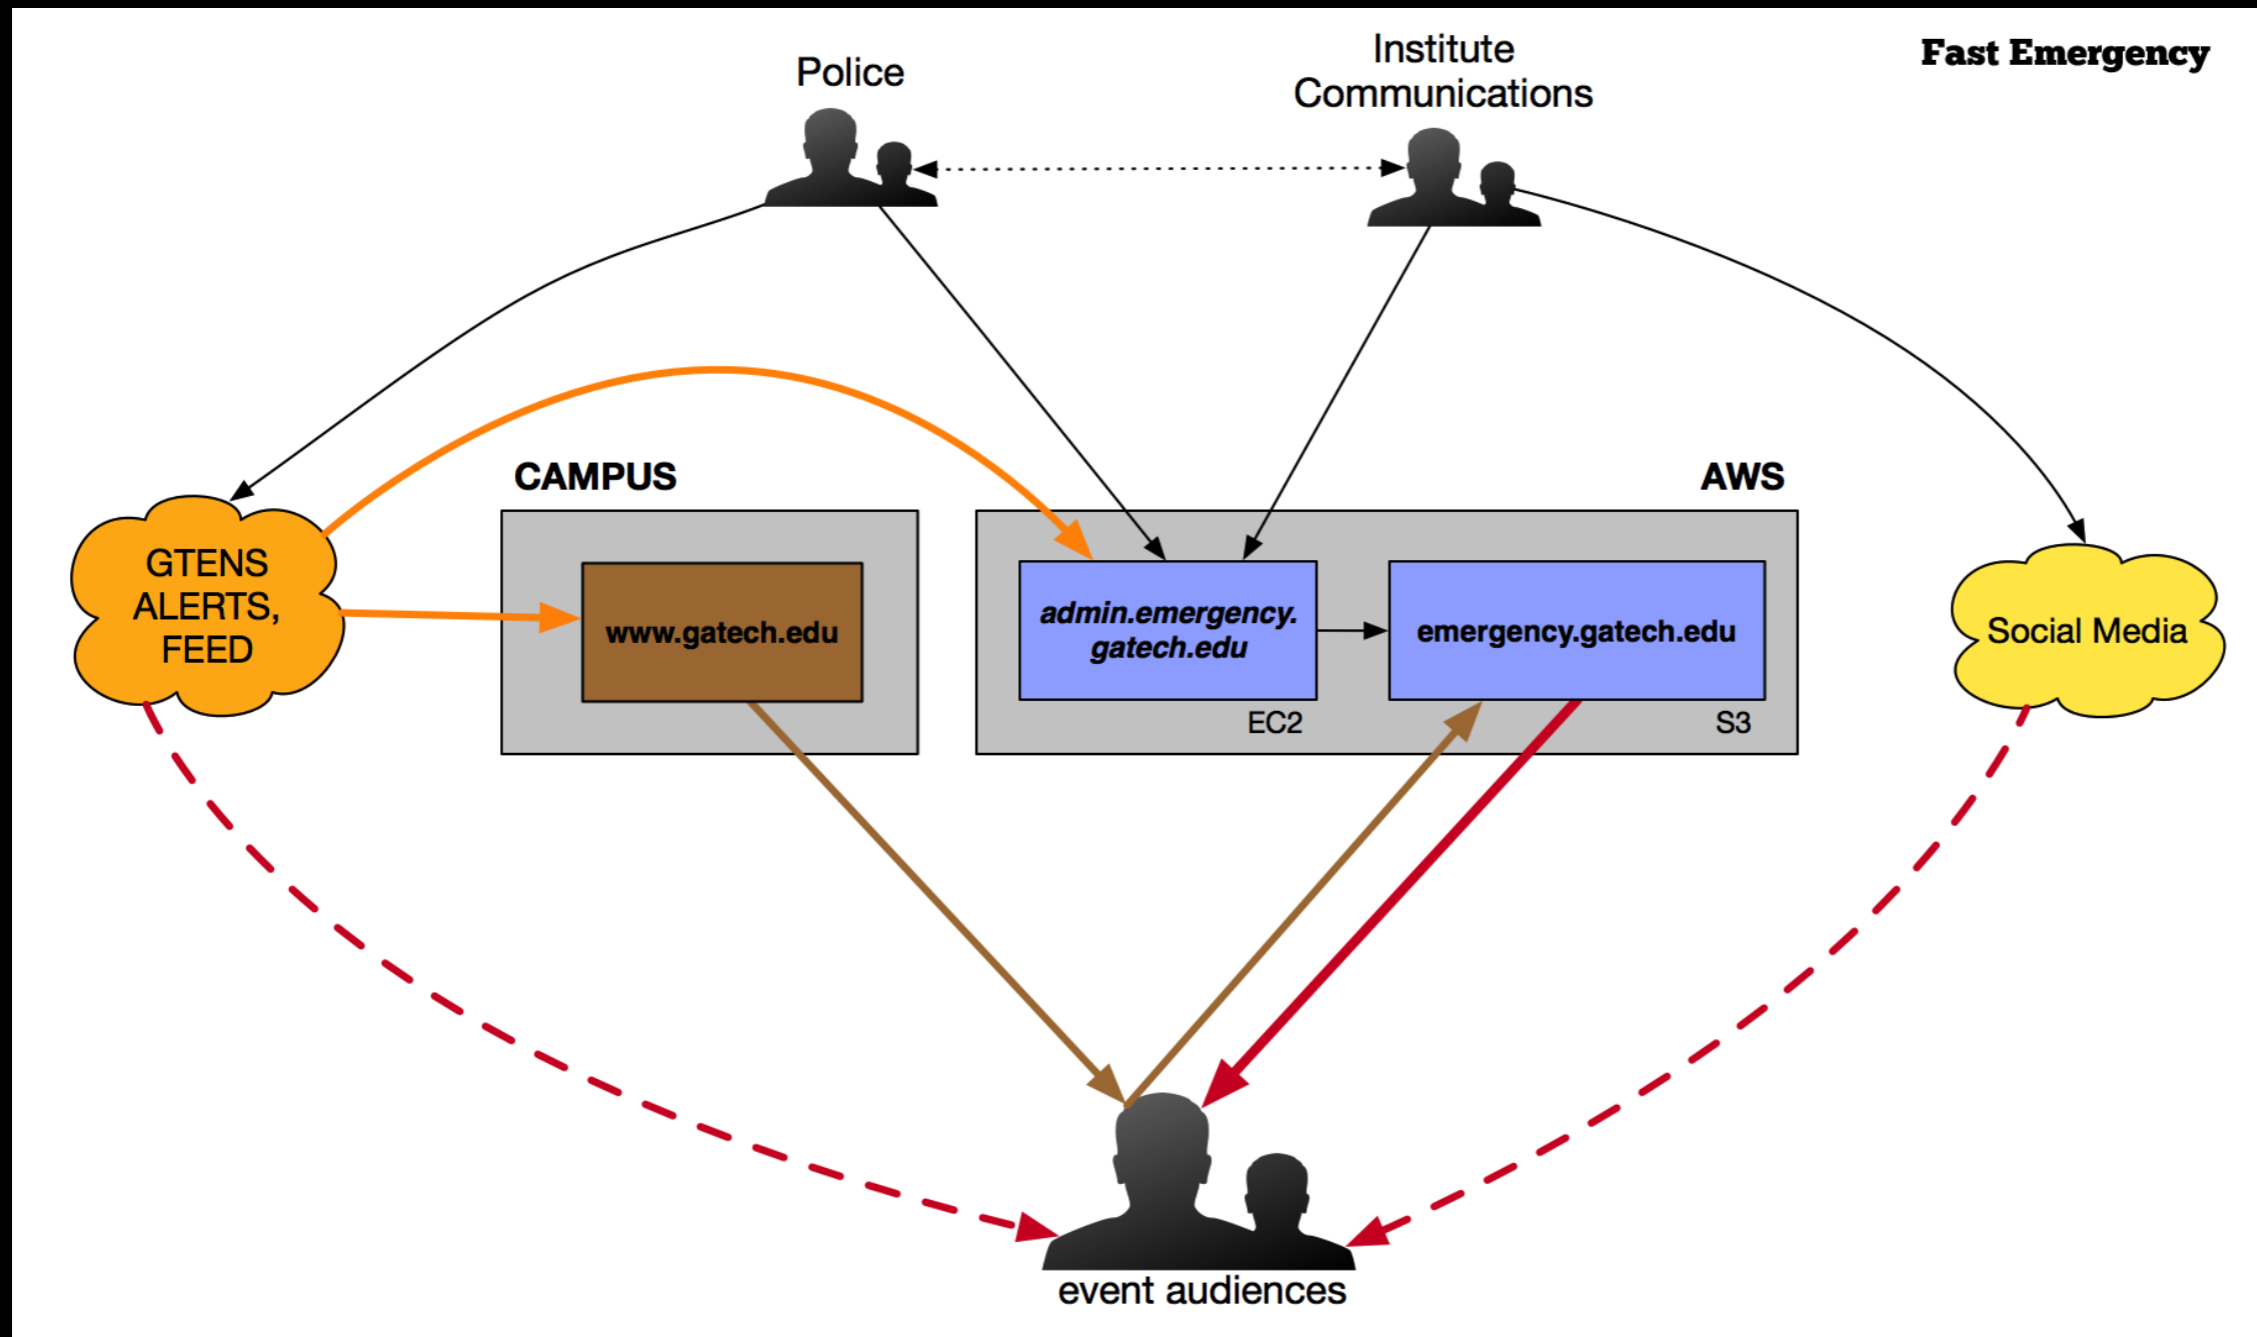 Fast Emergency
Police
Institute
Communications
CAMPUS
AWS
GTENS
ALERTS,
FEED
www.gatech.edu
admin.emergency.
gatech.edu
emergency.gatech.edu
Social Media
EC2
S3
event audiences